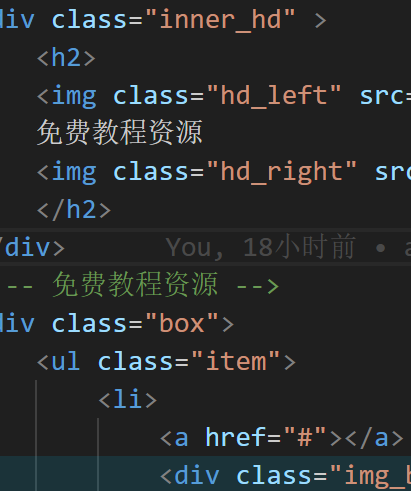 div class="inner_hd" >
<h2>
<img class="hd_left" src=
免费教程资源
<img class="hd_right" src
</h2>
/div> You, 18小时前 • a
-- 免费教程资源 -->
div class="box">
<ul class="item">
<li>
<a href="#"></a>
<div class="img_b